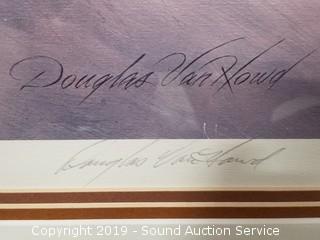 Douglas Van Howd
Douglas Van Howd
Copyright 2019 - Sound Auction Service